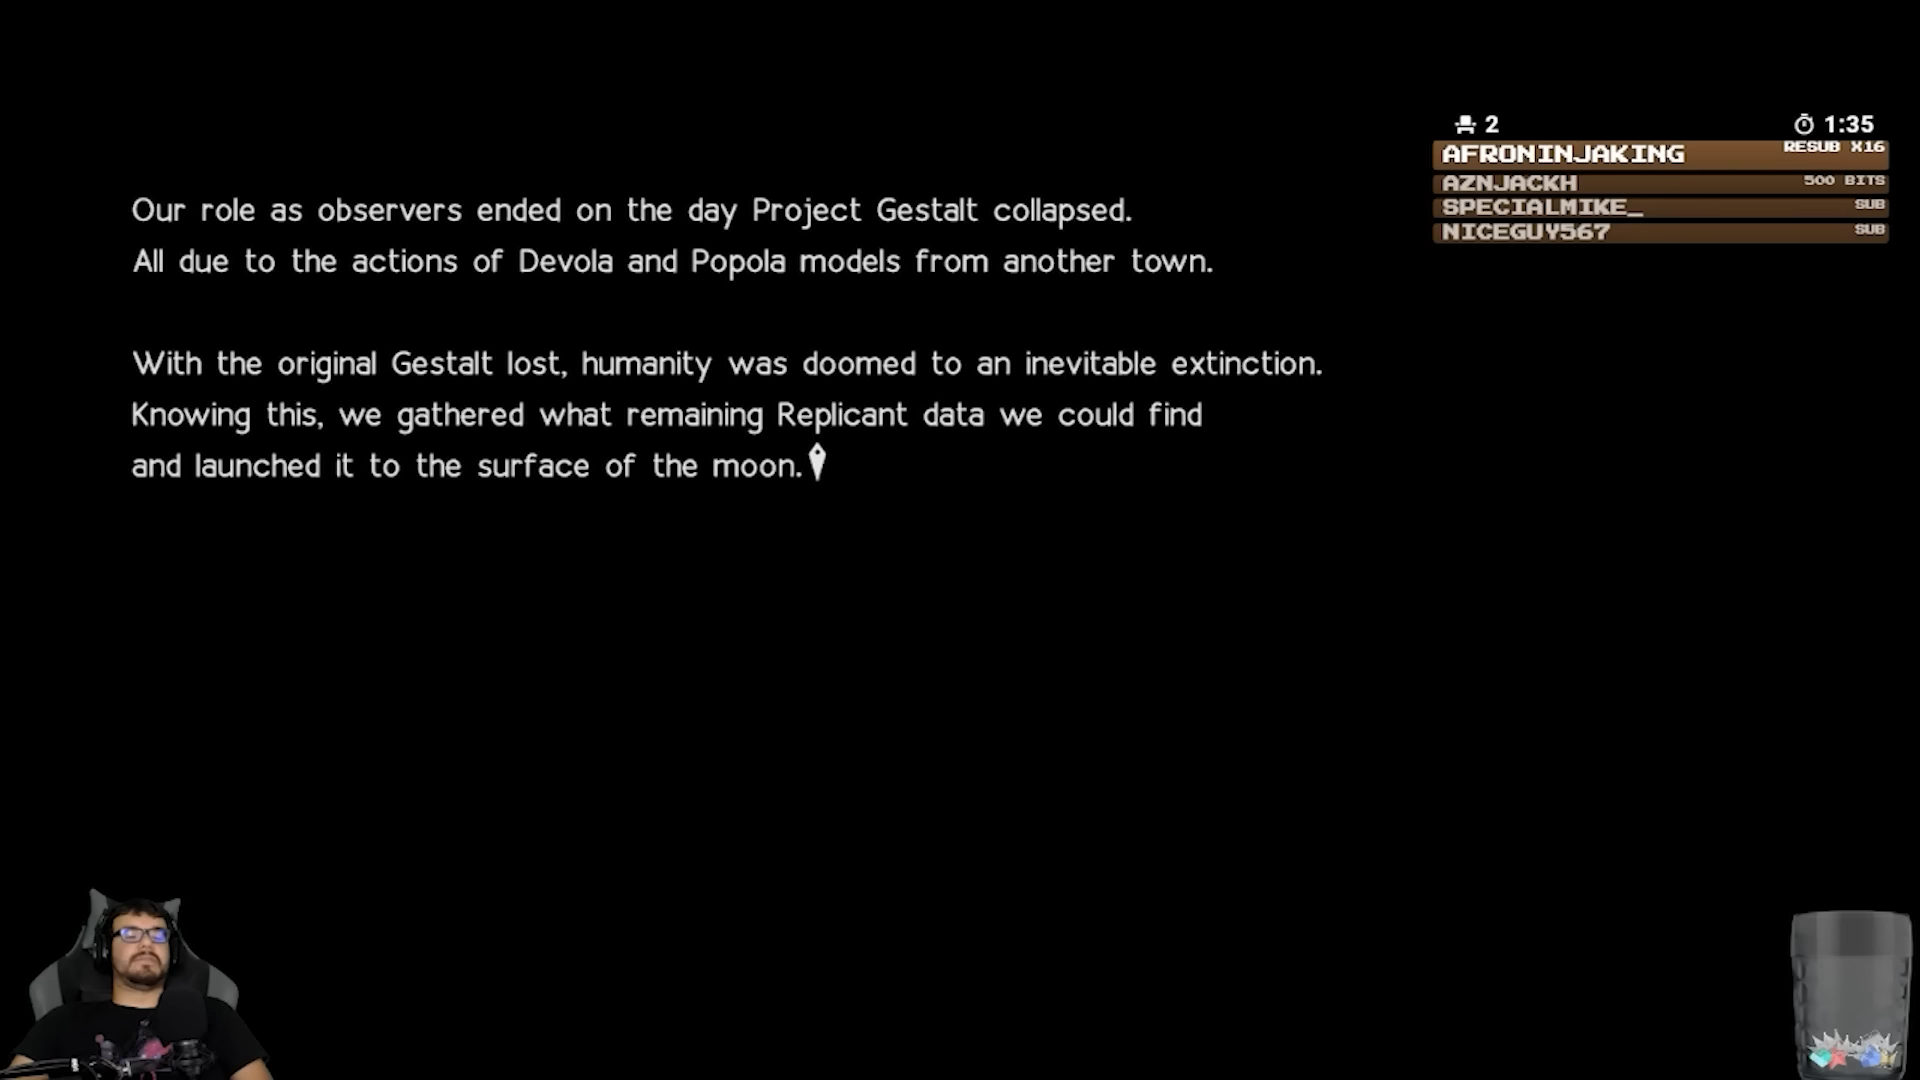 2
1:35
AFRONINJAKING RESUB X16
AZNJACKH 500 BITS
SPECIALMIKE_ SUB
NICEGUY567 SUB
Our role as observers ended on the day Project Gestalt collapsed.
All due to the actions of Devola and Popola models from another town.
With the original Gestalt lost, humanity was doomed to an inevitable extinction.
Knowing this, we gathered what remaining Replicant data we could find
and launched it to the surface of the moon.